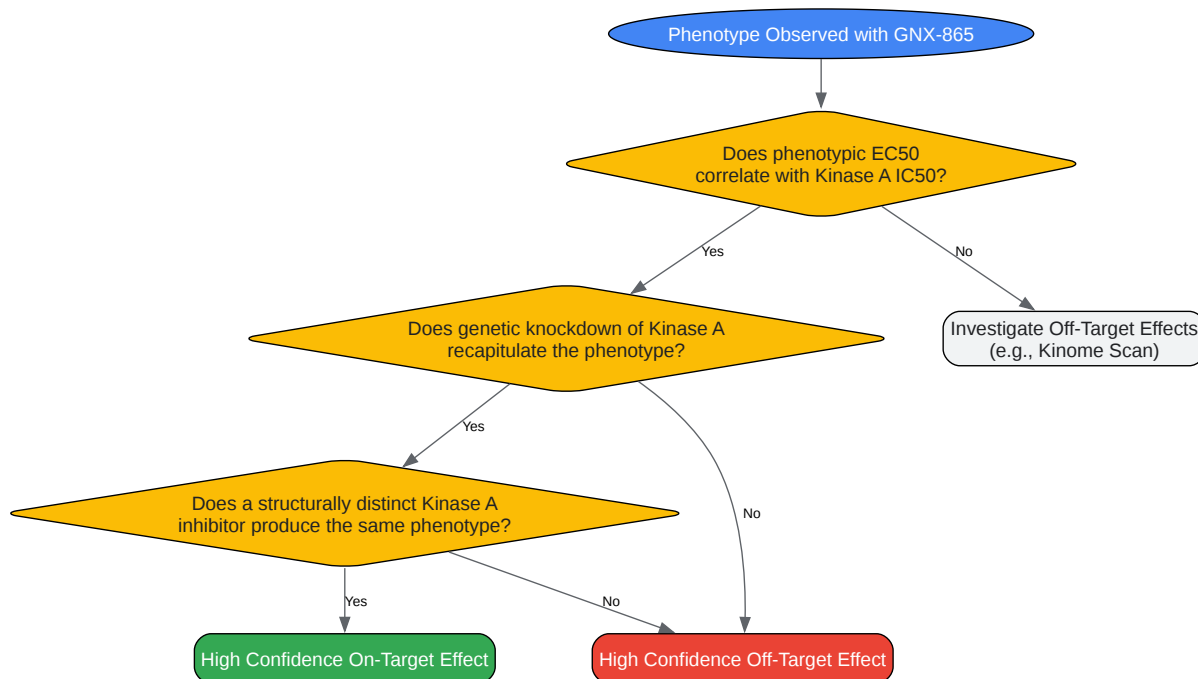 Phenotype Observed with GNX-865
Does phenotypic EC50
correlate with Kinase A IC50?
Yes
No
Does genetic knockdown of Kinase A
recapitulate the phenotype?
Investigate Off-Target Effects
(e.g., Kinome Scan)
Yes
No
Does a structurally distinct Kinase A
inhibitor produce the same phenotype?
Yes
No
High Confidence On-Target Effect
High Confidence Off-Target Effect